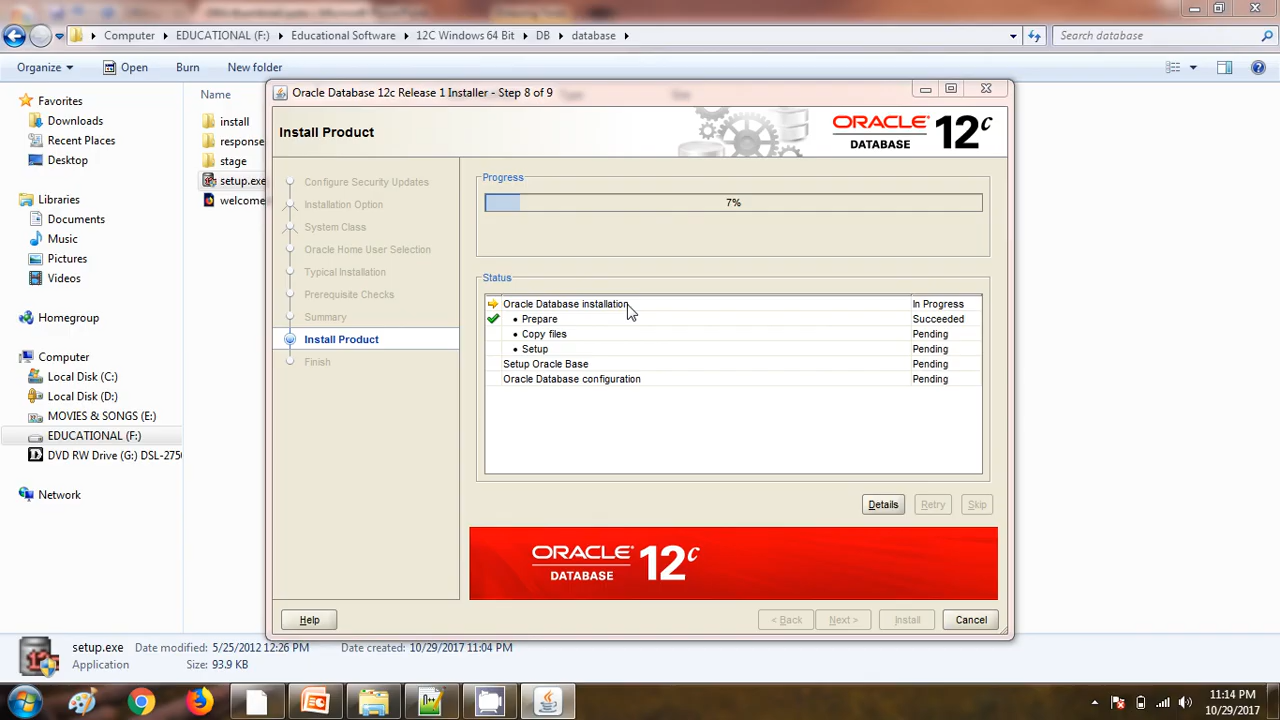 Computer EDUCATIONAL (F:) Educational Software 12C Windows 64 Bit DB database
Search database
Organize Open Burn New folder
Favorites
Downloads
Recent Places
Desktop
Libraries
Documents
Music
Pictures
Videos
Homegroup
Computer
Local Disk (C:)
Local Disk (D:)
MOVIES & SONGS (E:)
EDUCATIONAL (F:)
DVD RW Drive (G:) DSL-2750
Network
Name
install
response
stage
setup.exe
welcome
Oracle Database 12c Release 1 Installer - Step 8 of 9
Install Product
ORACLE
DATABASE
12c
Configure Security Updates
Installation Option
System Class
Oracle Home User Selection
Typical Installation
Prerequisite Checks
Summary
Install Product
Finish
Progress
7%
Status
Oracle Database installation In Progress
• Prepare Succeeded
• Copy files Pending
• Setup Pending
Setup Oracle Base Pending
Oracle Database configuration Pending
Details Retry Skip
ORACLE
DATABASE
12c
Help < Back Next > Install Cancel
setup.exe Date modified: 5/25/2012 12:26 PM Date created: 10/29/2017 11:04 PM
Application Size: 93.9 KB
11:14 PM
10/29/2017